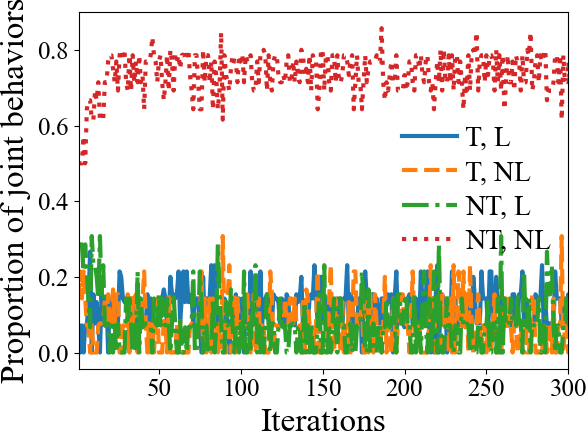 Proportion of joint behaviors
0.8
0.6
0.4
0.2
0.0
T, L
T, NL
NT, L
NT, NL
50
100
150
200
250
300
Iterations